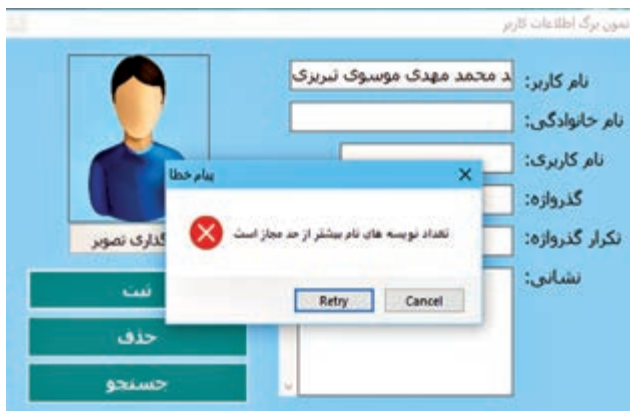 نمون برگ اطلاعات کاربر
نام کاربر:
د محمد مهدی موسوی تبریزی
نام خانوادگی:
نام کاربری:
گذرواژه:
تکرار گذرواژه:
نشانی:
گذاری تصویر
ثبت
حذف
جستجو
پیام خطا
تعداد نویسه های نام بیشتر از حد مجاز است
Retry
Cancel